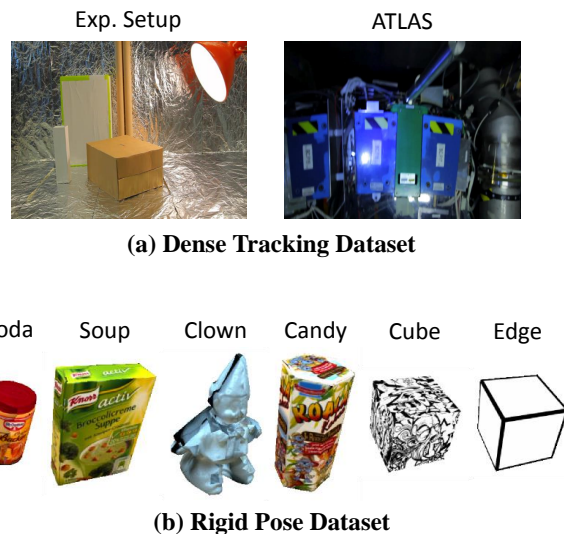 Exp. Setup ATLAS
(a) Dense Tracking Dataset
oda Soup Clown Candy Cube Edge
Knorr
activ
Broccolicreme
Suppe
(b) Rigid Pose Dataset